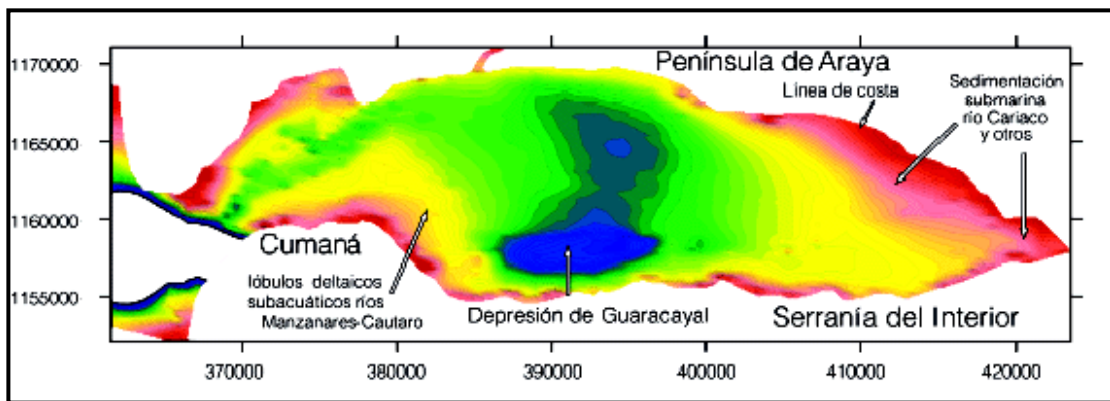 1170000
1165000
1160000
1155000
Península de Araya
Línea de costa
Sedimentación
submarina
río Cariaco
y otros
Cumaná
lóbulos deltaicos
subacuáticos ríos
Manzanares-Cautaro
Depresión de Guaracayal
Serranía del Interior
370000
380000
390000
400000
410000
420000